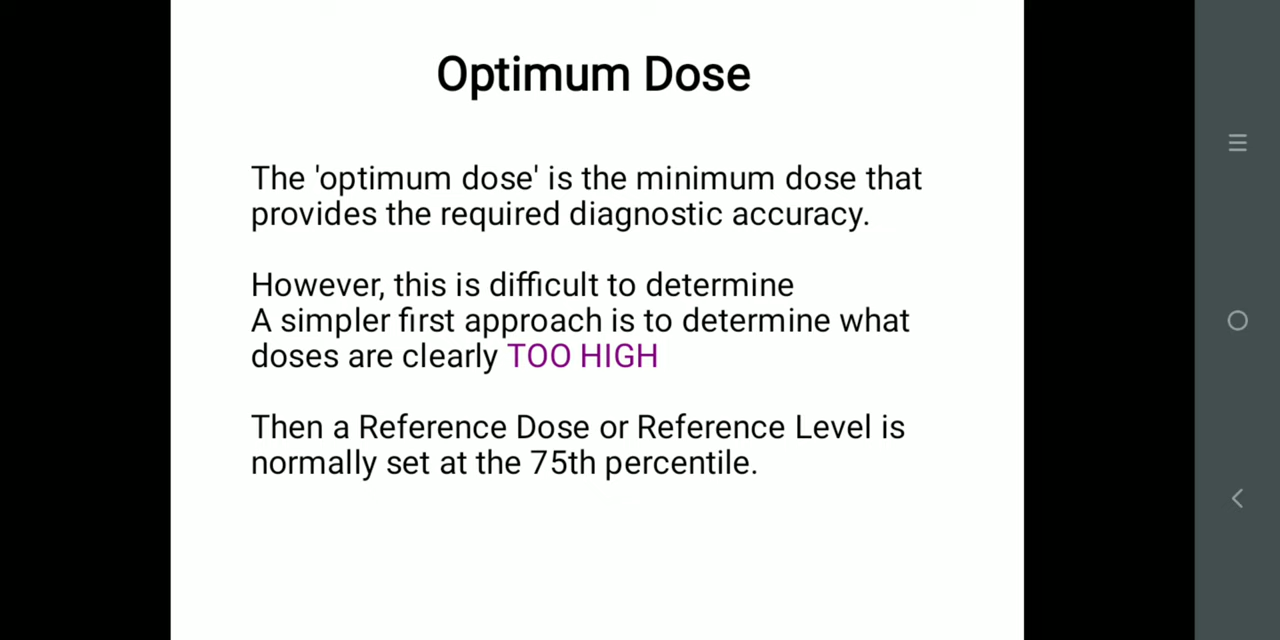 Optimum Dose
The 'optimum dose' is the minimum dose that
provides the required diagnostic accuracy.
However, this is difficult to determine
A simpler first approach is to determine what
doses are clearly TOO HIGH
Then a Reference Dose or Reference Level is
normally set at the 75th percentile.